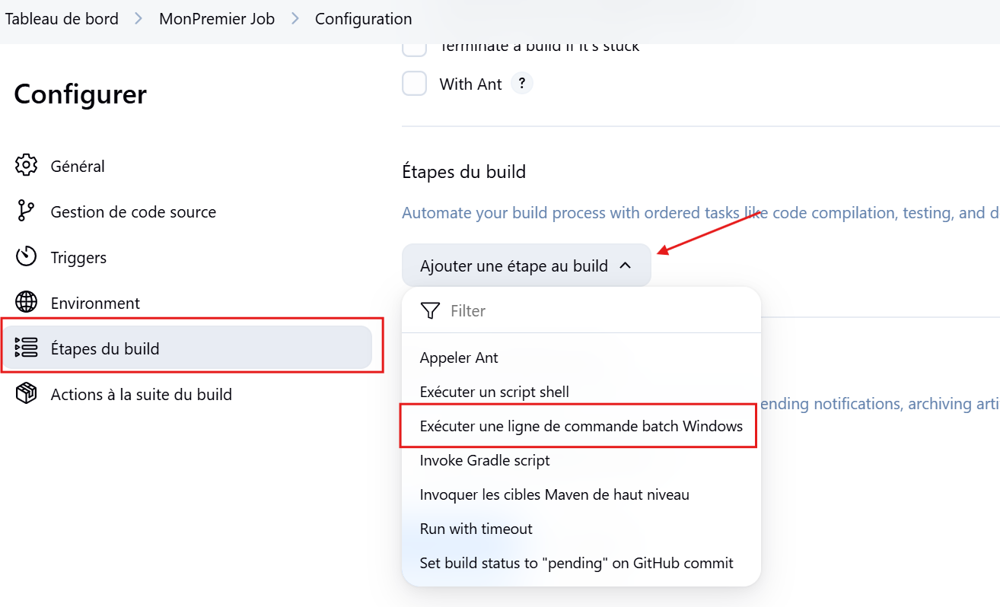 Tableau de bord > MonPremier Job > Configuration
Configurer
Général
Gestion de code source
Triggers
Environment
Étapes du build
Actions à la suite du build
Terminate a build if it's stuck
With Ant ?
Étapes du build
Automate your build process with ordered tasks like code compilation, testing, and d
Ajouter une étape au build
Filter
Appeler Ant
Exécuter un script shell
Exécuter une ligne de commande batch Windows
Invoke Gradle script
Invoquer les cibles Maven de haut niveau
Run with timeout
Set build status to "pending" on GitHub commit
ending notifications, archiving arti